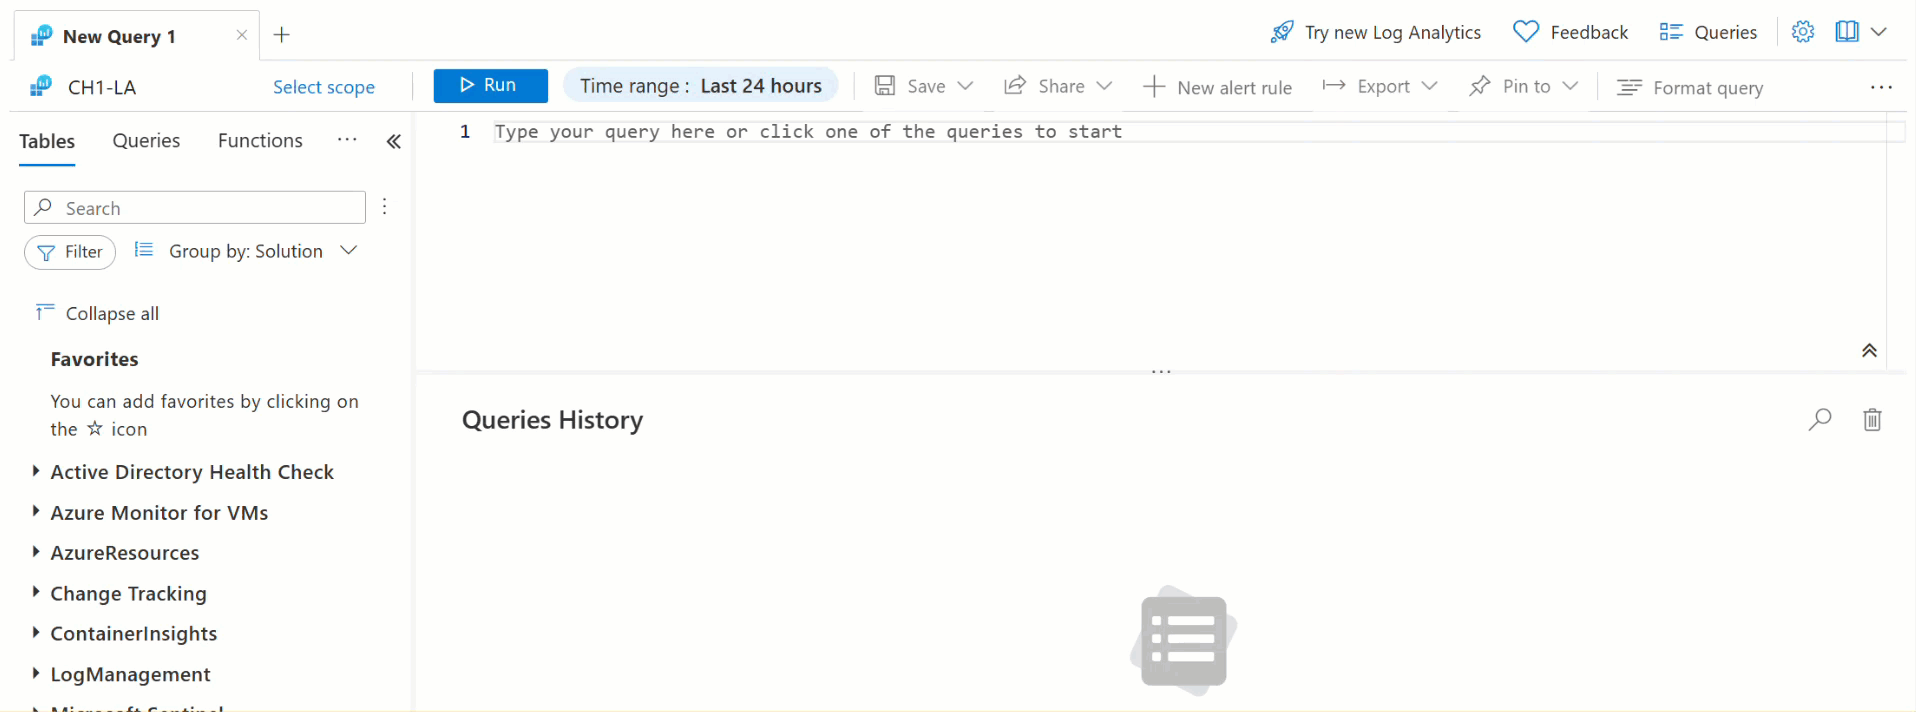 New Query 1
Try new Log Analytics Feedback Queries
CH1-LA Select scope Run Time range : Last 24 hours Save Share New alert rule Export Pin to Format query ...
Tables Queries Functions ...
1 Type your query here or click one of the queries to start
Search
Filter Group by: Solution
Collapse all
Favorites
You can add favorites by clicking on
the ☆ icon
Active Directory Health Check
Azure Monitor for VMs
AzureResources
Change Tracking
ContainerInsights
LogManagement
Microsoft Sentinel
Queries History